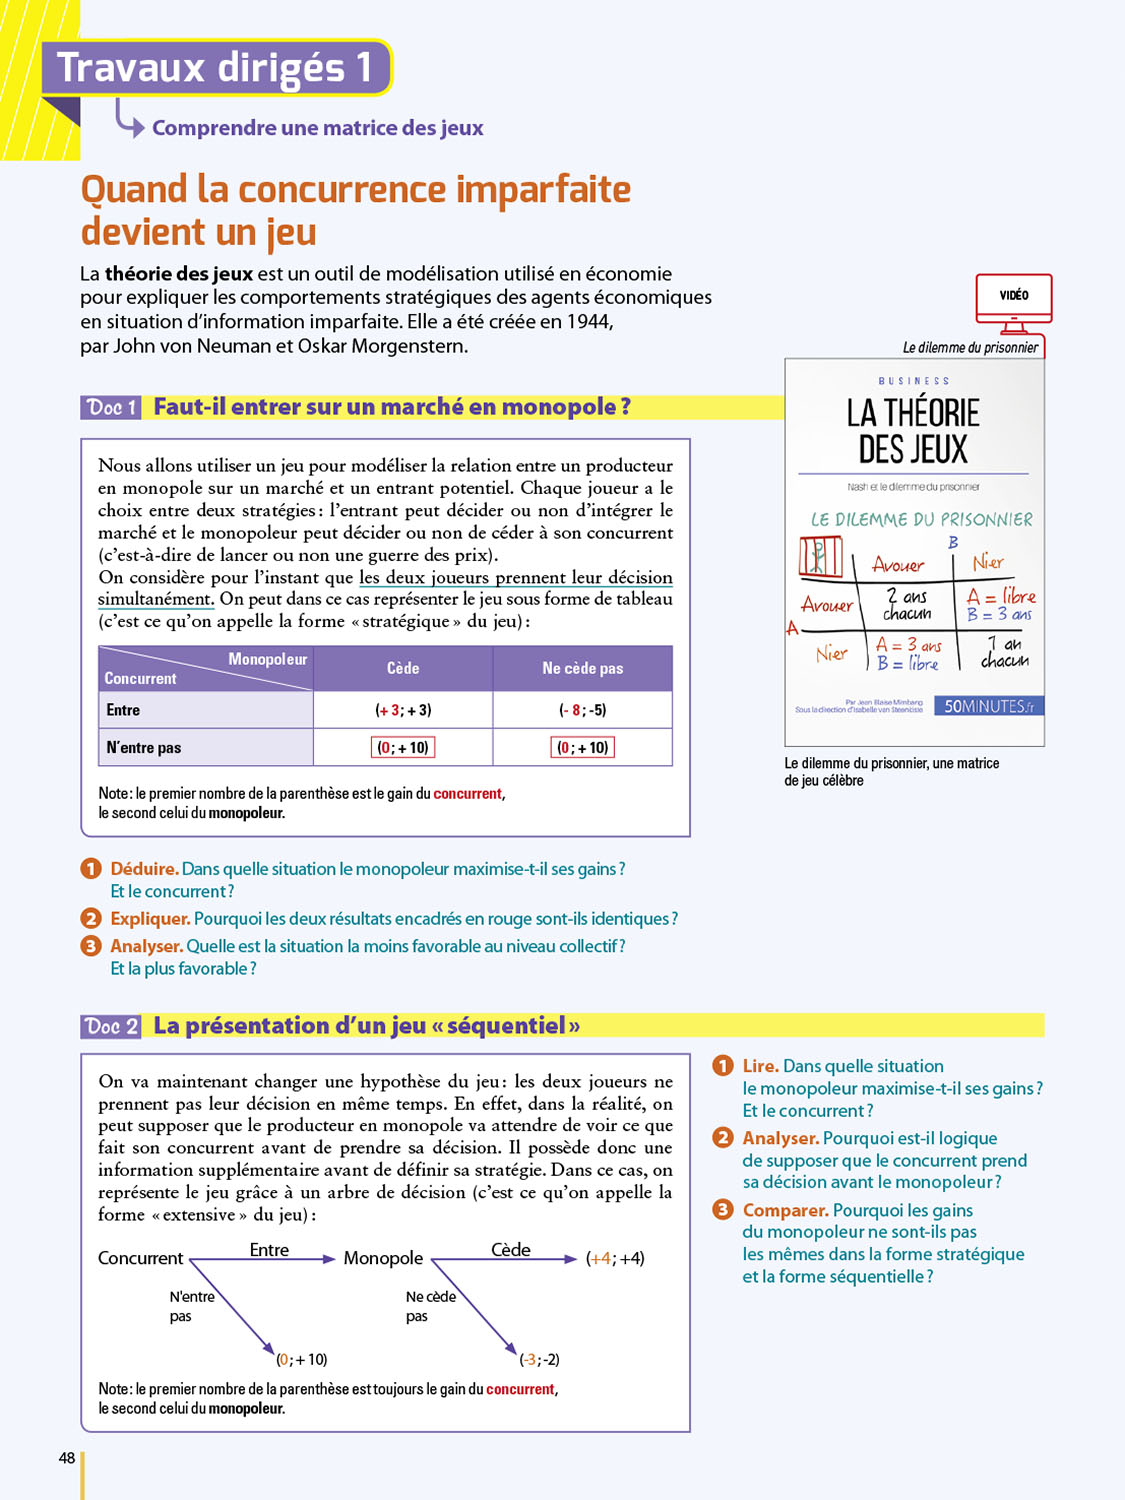 Travaux dirigés 1
Comprendre une matrice des jeux
Quand la concurrence imparfaite
devient un jeu
La théorie des jeux est un outil de modélisation utilisé en économie
pour expliquer les comportements stratégiques des agents économiques
en situation d’information imparfaite. Elle a été créée en 1944,
par John von Neuman et Oskar Morgenstern.
VIDÉO
Le dilemme du prisonnier
BUSINESS
LA THÉORIE
DES JEUX
Nash et le dilemme du prisonnier
LE DILEMME DU PRISONNIER
B
Avouer Nier
Avouer 2 ans chacun A = libre B = 3 ans
A
Nier A = 3 ans B = libre 1 an chacun
Par Jean Blaise Mimbang
Sous la direction d'Isabelle van Steenkiste
50MINUTES.fr
Le dilemme du prisonnier, une matrice
de jeu célèbre
Doc 1 Faut-il entrer sur un marché en monopole ?
Nous allons utiliser un jeu pour modéliser la relation entre un producteur
en monopole sur un marché et un entrant potentiel. Chaque joueur a le
choix entre deux stratégies : l’entrant peut décider ou non d’intégrer le
marché et le monopoleur peut décider ou non de céder à son concurrent
(c’est-à-dire de lancer ou non une guerre des prix).
On considère pour l’instant que les deux joueurs prennent leur décision
simultanément. On peut dans ce cas représenter le jeu sous forme de tableau
(c’est ce qu’on appelle la forme « stratégique » du jeu) :
Monopoleur
Concurrent
Cède Ne cède pas
Entre (+ 3 ; + 3) (- 8 ; -5)
N’entre pas (0 ; + 10) (0 ; + 10)
Note : le premier nombre de la parenthèse est le gain du concurrent,
le second celui du monopoleur.
1 Déduire. Dans quelle situation le monopoleur maximise-t-il ses gains ?
Et le concurrent ?
2 Expliquer. Pourquoi les deux résultats encadrés en rouge sont-ils identiques ?
3 Analyser. Quelle est la situation la moins favorable au niveau collectif ?
Et la plus favorable ?
Doc 2 La présentation d’un jeu « séquentiel »
On va maintenant changer une hypothèse du jeu : les deux joueurs ne
prennent pas leur décision en même temps. En effet, dans la réalité, on
peut supposer que le producteur en monopole va attendre de voir ce que
fait son concurrent avant de prendre sa décision. Il possède donc une
information supplémentaire avant de définir sa stratégie. Dans ce cas, on
représente le jeu grâce à un arbre de décision (c’est ce qu’on appelle la
forme « extensive » du jeu) :
Concurrent Entre Monopole Cède (+4 ; +4)
N'entre
pas
Ne cède
pas
(0 ; + 10) (-3 ; -2)
Note : le premier nombre de la parenthèse est toujours le gain du concurrent,
le second celui du monopoleur.
1 Lire. Dans quelle situation
le monopoleur maximise-t-il ses gains ?
Et le concurrent ?
2 Analyser. Pourquoi est-il logique
de supposer que le concurrent prend
sa décision avant le monopoleur ?
3 Comparer. Pourquoi les gains
du monopoleur ne sont-ils pas
les mêmes dans la forme stratégique
et la forme séquentielle ?
48